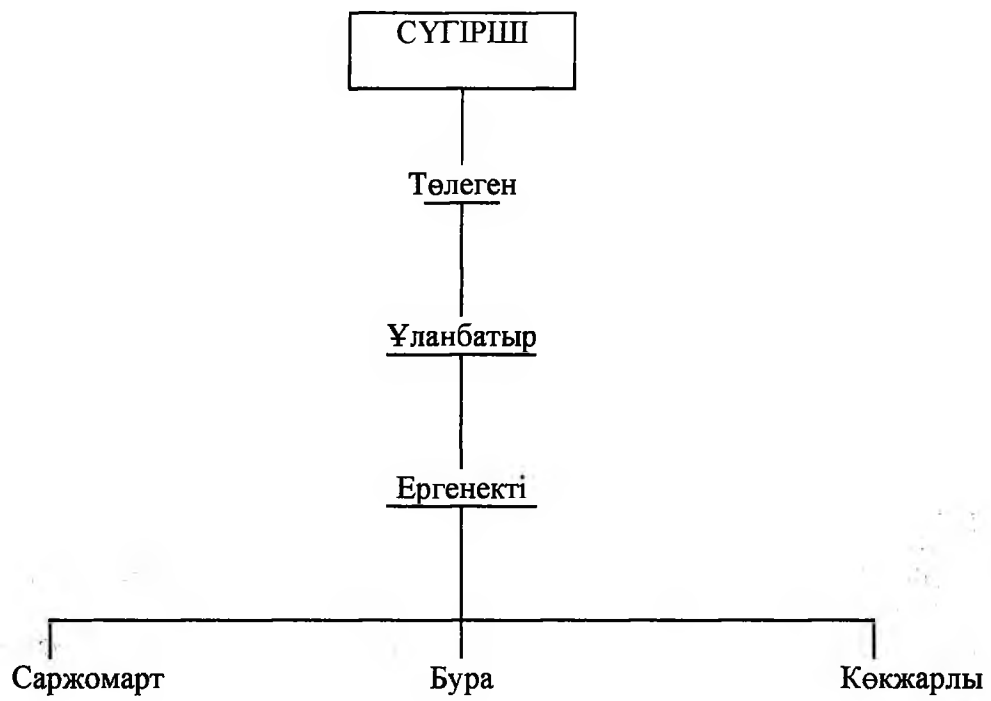 СҮГІРШІ
Төлеген
Ұланбатыр
Ергенекті
Саржомарт Бура Көкжарлы